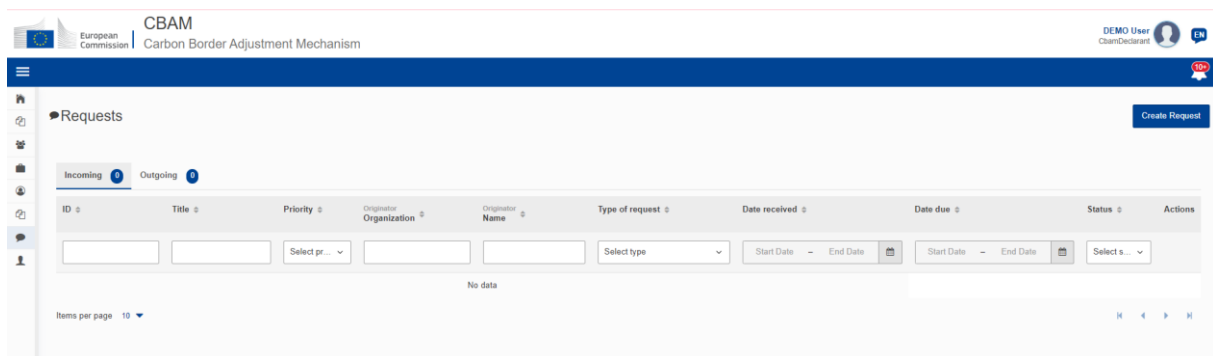 European Commission
CBAM
Carbon Border Adjustment Mechanism
DEMO User
CbamDeclarant
EN
10+
Requests
Create Request
Incoming 0 Outgoing 0
ID Title Priority Originator Organization Originator Name Type of request Date received Date due Status Actions
Select pr... Select type Start Date – End Date Start Date – End Date Select s...
No data
Items per page 10